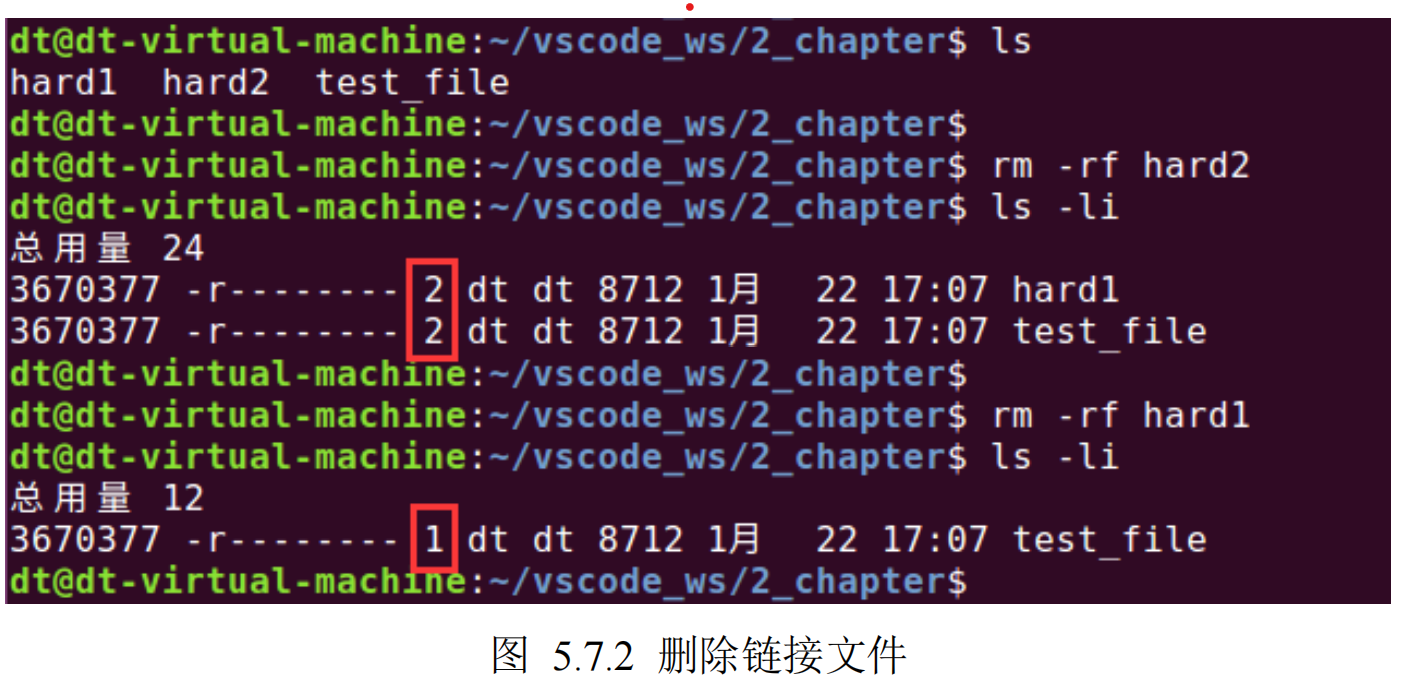 dt@dt-virtual-machine:~/vscode_ws/2_chapter$ ls
hard1  hard2  test_file
dt@dt-virtual-machine:~/vscode_ws/2_chapter$
dt@dt-virtual-machine:~/vscode_ws/2_chapter$ rm -rf hard2
dt@dt-virtual-machine:~/vscode_ws/2_chapter$ ls -li
总用量 24
3670377 -r-------- 2 dt dt 8712 1月  22 17:07 hard1
3670377 -r-------- 2 dt dt 8712 1月  22 17:07 test_file
dt@dt-virtual-machine:~/vscode_ws/2_chapter$
dt@dt-virtual-machine:~/vscode_ws/2_chapter$ rm -rf hard1
dt@dt-virtual-machine:~/vscode_ws/2_chapter$ ls -li
总用量 12
3670377 -r-------- 1 dt dt 8712 1月  22 17:07 test_file
dt@dt-virtual-machine:~/vscode_ws/2_chapter$
图 5.7.2 删除链接文件